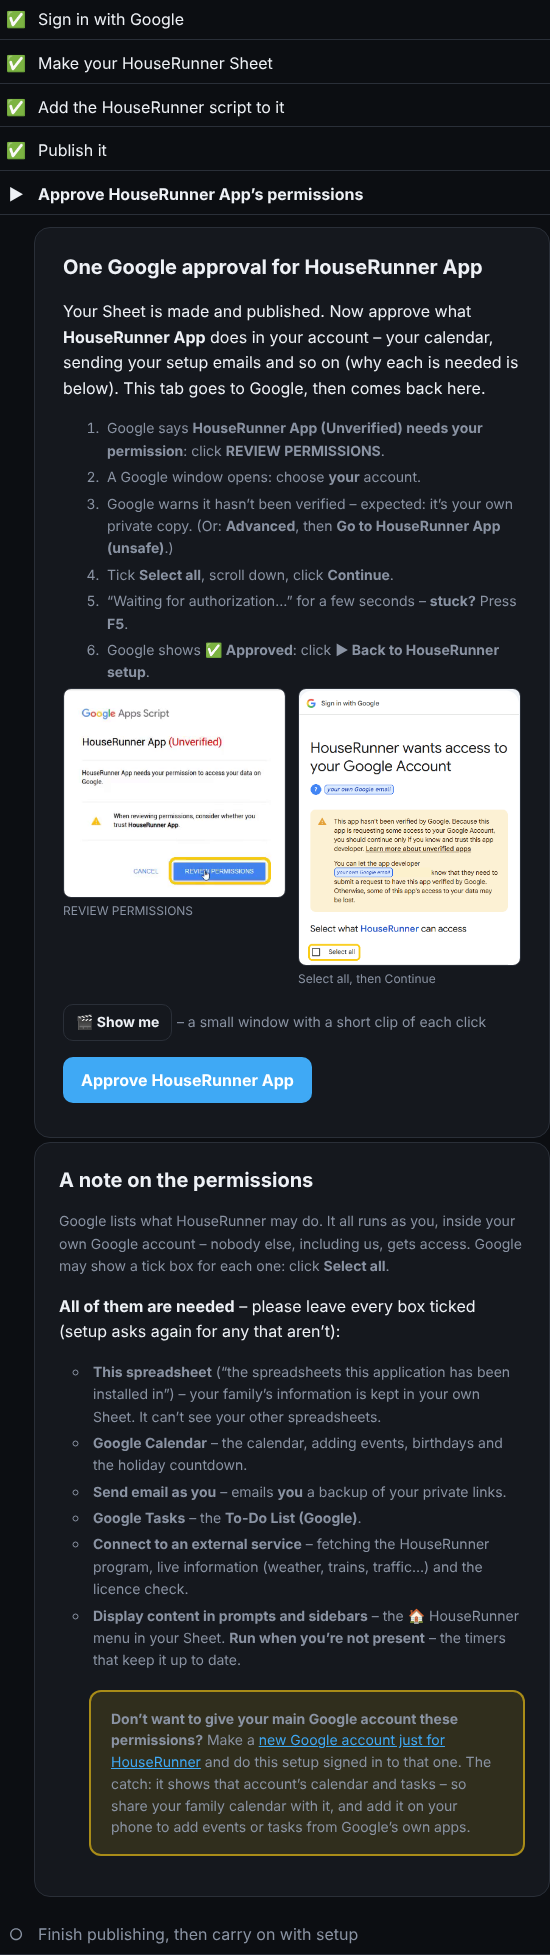 ✅ Sign in with Google
✅ Make your HouseRunner Sheet
✅ Add the HouseRunner script to it
✅ Publish it
▶ Approve HouseRunner App’s permissions
One Google approval for HouseRunner App
Your Sheet is made and published. Now approve what
HouseRunner App does in your account – your calendar,
sending your setup emails and so on (why each is needed is
below). This tab goes to Google, then comes back here.
1. Google says HouseRunner App (Unverified) needs your
permission: click REVIEW PERMISSIONS.
2. A Google window opens: choose your account.
3. Google warns it hasn’t been verified – expected: it’s your own
private copy. (Or: Advanced, then Go to HouseRunner App
(unsafe).)
4. Tick Select all, scroll down, click Continue.
5. “Waiting for authorization…” for a few seconds – stuck? Press
F5.
6. Google shows ✅ Approved: click ▶ Back to HouseRunner
setup.
Google Apps Script
HouseRunner App (Unverified)
HouseRunner App needs your permission to access your data on
Google.
When reviewing permissions, consider whether you
trust HouseRunner App.
CANCEL
REVIEW PERMISSIONS
REVIEW PERMISSIONS
Sign in with Google
HouseRunner wants access to
your Google Account
? your own Google email
This app hasn't been verified by Google. Because this
app is requesting some access to your Google Account,
you should continue only if you know and trust this app
developer. Learn more about unverified apps
You can let the app developer
your own Google email know that they need to
submit a request to have this app verified by Google.
Otherwise, some of this app's access to your data may
be lost.
Select what HouseRunner can access
Select all
Select all, then Continue
🎬 Show me – a small window with a short clip of each click
Approve HouseRunner App
A note on the permissions
Google lists what HouseRunner may do. It all runs as you, inside your
own Google account – nobody else, including us, gets access. Google
may show a tick box for each one: click Select all.
All of them are needed – please leave every box ticked
(setup asks again for any that aren’t):
This spreadsheet (“the spreadsheets this application has been
installed in”) – your family’s information is kept in your own
Sheet. It can’t see your other spreadsheets.
Google Calendar – the calendar, adding events, birthdays and
the holiday countdown.
Send email as you – emails you a backup of your private links.
Google Tasks – the To-Do List (Google).
Connect to an external service – fetching the HouseRunner
program, live information (weather, trains, traffic…) and the
licence check.
Display content in prompts and sidebars – the 🏠 HouseRunner
menu in your Sheet. Run when you’re not present – the timers
that keep it up to date.
Don’t want to give your main Google account these
permissions? Make a new Google account just for
HouseRunner and do this setup signed in to that one. The
catch: it shows that account’s calendar and tasks – so
share your family calendar with it, and add it on your
phone to add events or tasks from Google’s own apps.
Finish publishing, then carry on with setup